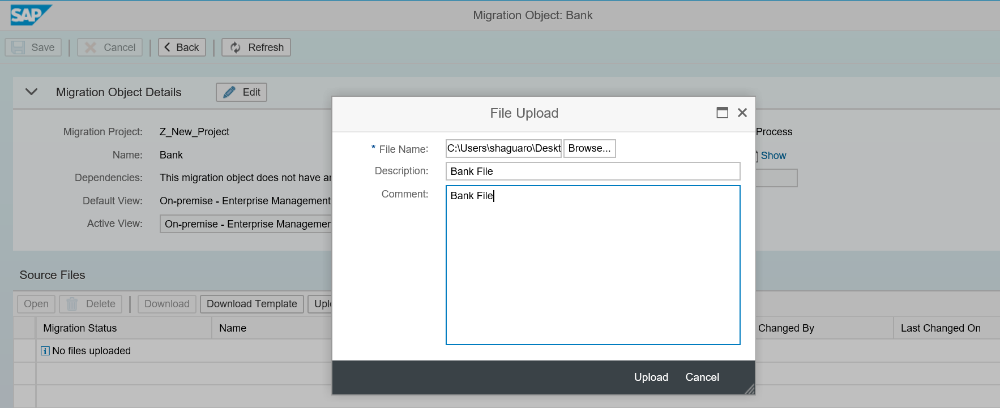 SAP
Migration Object: Bank
Save
Cancel
Back
Refresh
Migration Object Details
Edit
File Upload
Migration Project: Z_New_Project
Process
Name: Bank
Show
Dependencies: This migration object does not have
Default View: On-premise - Enterprise Management
Active View: On-premise - Enterprise
* File Name: C:\Users\shaguaro\Deskt
Browse...
Description: Bank File
Comment: Bank File
Source Files
Open
Delete
Download
Download Template
Migration Status
Name
Changed By
Last Changed On
No files uploaded
Upload
Cancel